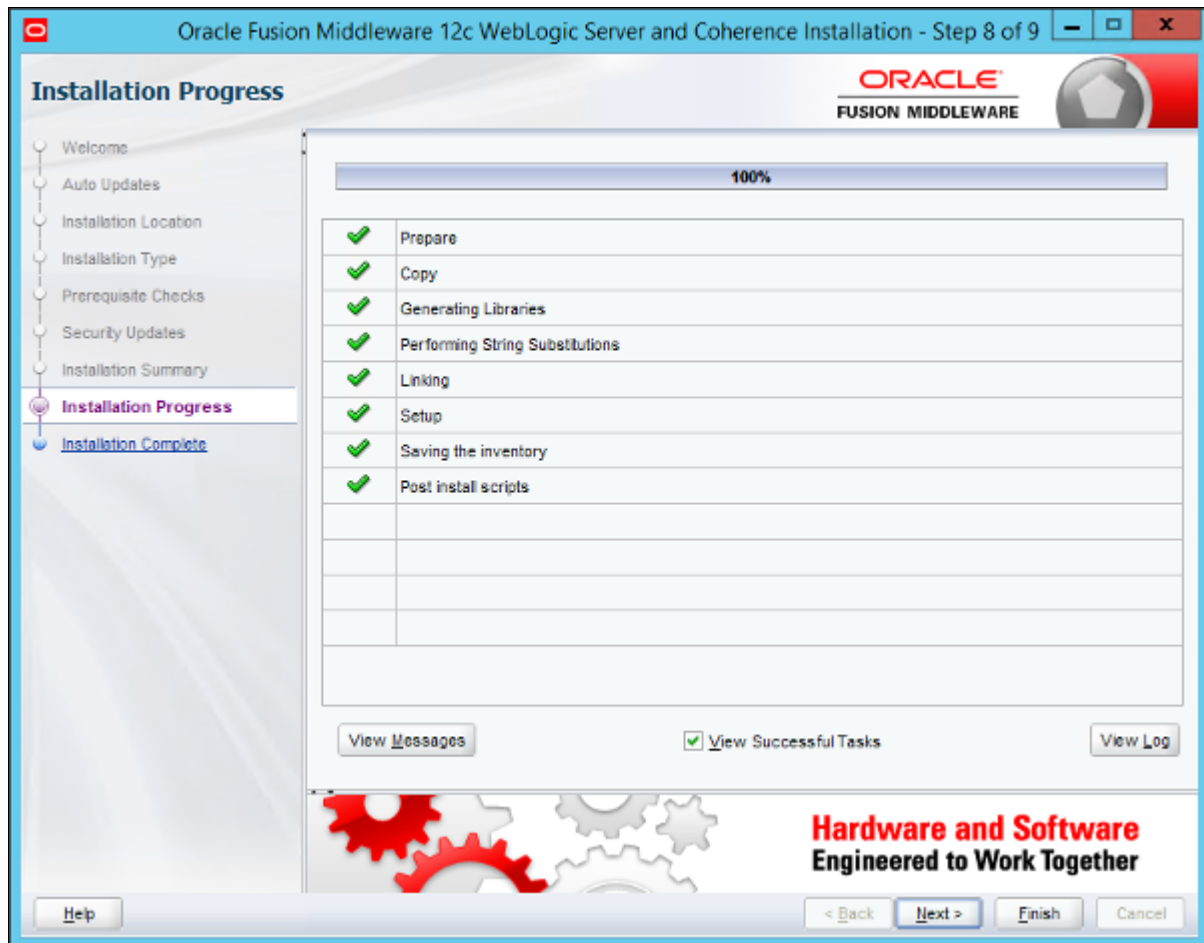 Oracle Fusion Middleware 12c WebLogic Server and Coherence Installation - Step 8 of 9
Installation Progress
ORACLE
FUSION MIDDLEWARE
Welcome
Auto Updates
Installation Location
Installation Type
Prerequisite Checks
Security Updates
Installation Summary
Installation Progress
Installation Complete
100%
Prepare
Copy
Generating Libraries
Performing String Substitutions
Linking
Setup
Saving the inventory
Post install scripts
View Messages
View Successful Tasks
View Log
Hardware and Software
Engineered to Work Together
Help
< Back
Next >
Finish
Cancel